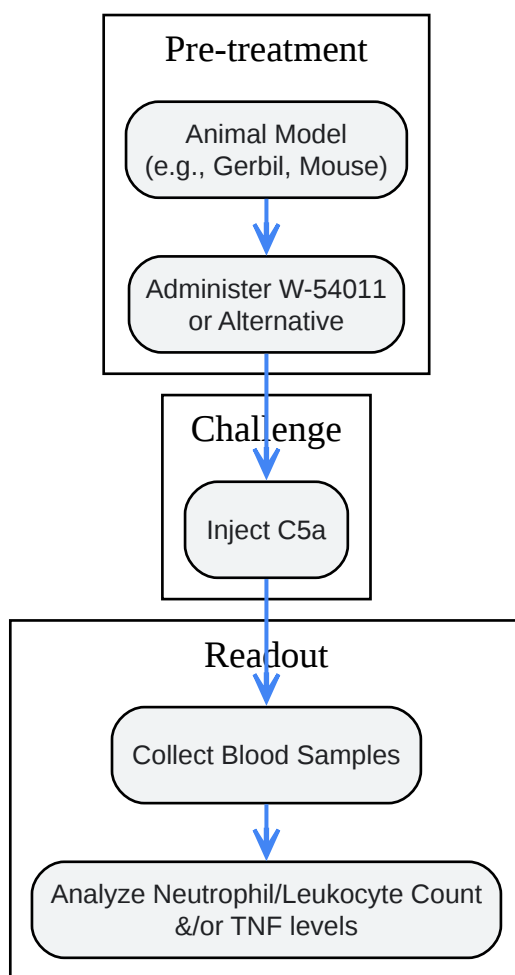 Pre-treatment
Animal Model
(e.g., Gerbil, Mouse)
Administer W-54011
or Alternative
Challenge
Inject C5a
Readout
Collect Blood Samples
Analyze Neutrophil/Leukocyte Count
&/or TNF levels